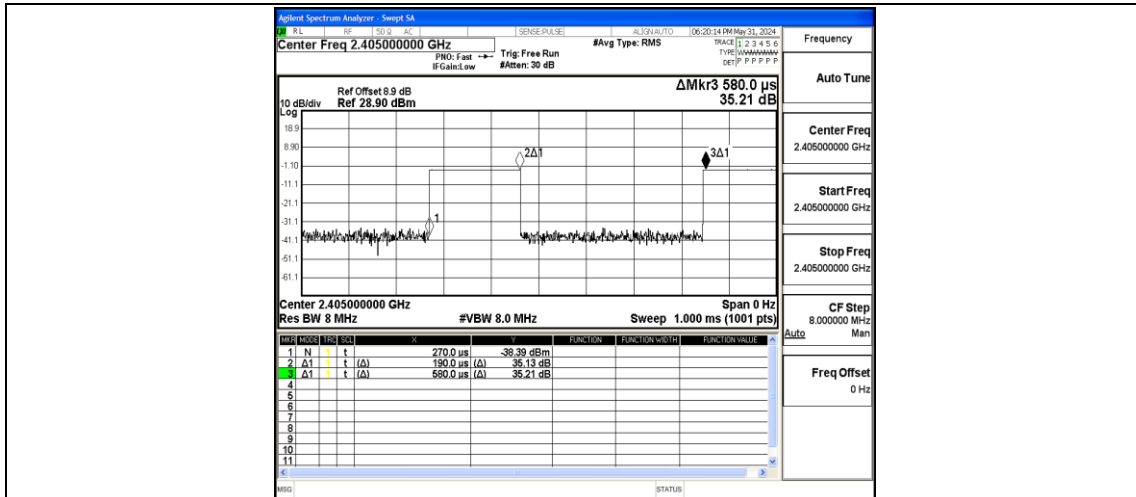 Agilent Spectrum Analyzer - Swept SA
RL RF 50 Ω AC SENSE:PULSE ALIGNAUTO 06:20:14 PM May 31, 2024
Center Freq 2.405000000 GHz
PNO: Fast
IFGain:Low
Trig: Free Run
#Atten: 30 dB
#Avg Type: RMS
TRACE 1 2 3 4 5 6
TYPE
DET P P P P P P
ΔMkr3 580.0 µs
35.21 dB
Ref Offset 8.9 dB
10 dB/div Ref 28.90 dBm
Log
18.9
8.90
-1.10
-11.1
-21.1
-31.1
-41.1
-51.1
-61.1
1
2Δ1
3Δ1
Center 2.405000000 GHz Span 0 Hz
Res BW 8 MHz #VBW 8.0 MHz Sweep 1.000 ms (1001 pts)
MKR MODE TRC SCL X Y FUNCTION FUNCTION WIDTH FUNCTION VALUE
1 N 1 t 270.0 µs -38.39 dBm
2 Δ1 1 t (Δ) 190.0 µs (Δ) 35.13 dB
3 Δ1 1 t (Δ) 580.0 µs (Δ) 35.21 dB
4
5
6
7
8
9
10
11
MSG STATUS
Frequency
Auto Tune
Center Freq
2.405000000 GHz
Start Freq
2.405000000 GHz
Stop Freq
2.405000000 GHz
CF Step
8.000000 MHz
Auto Man
Freq Offset
0 Hz